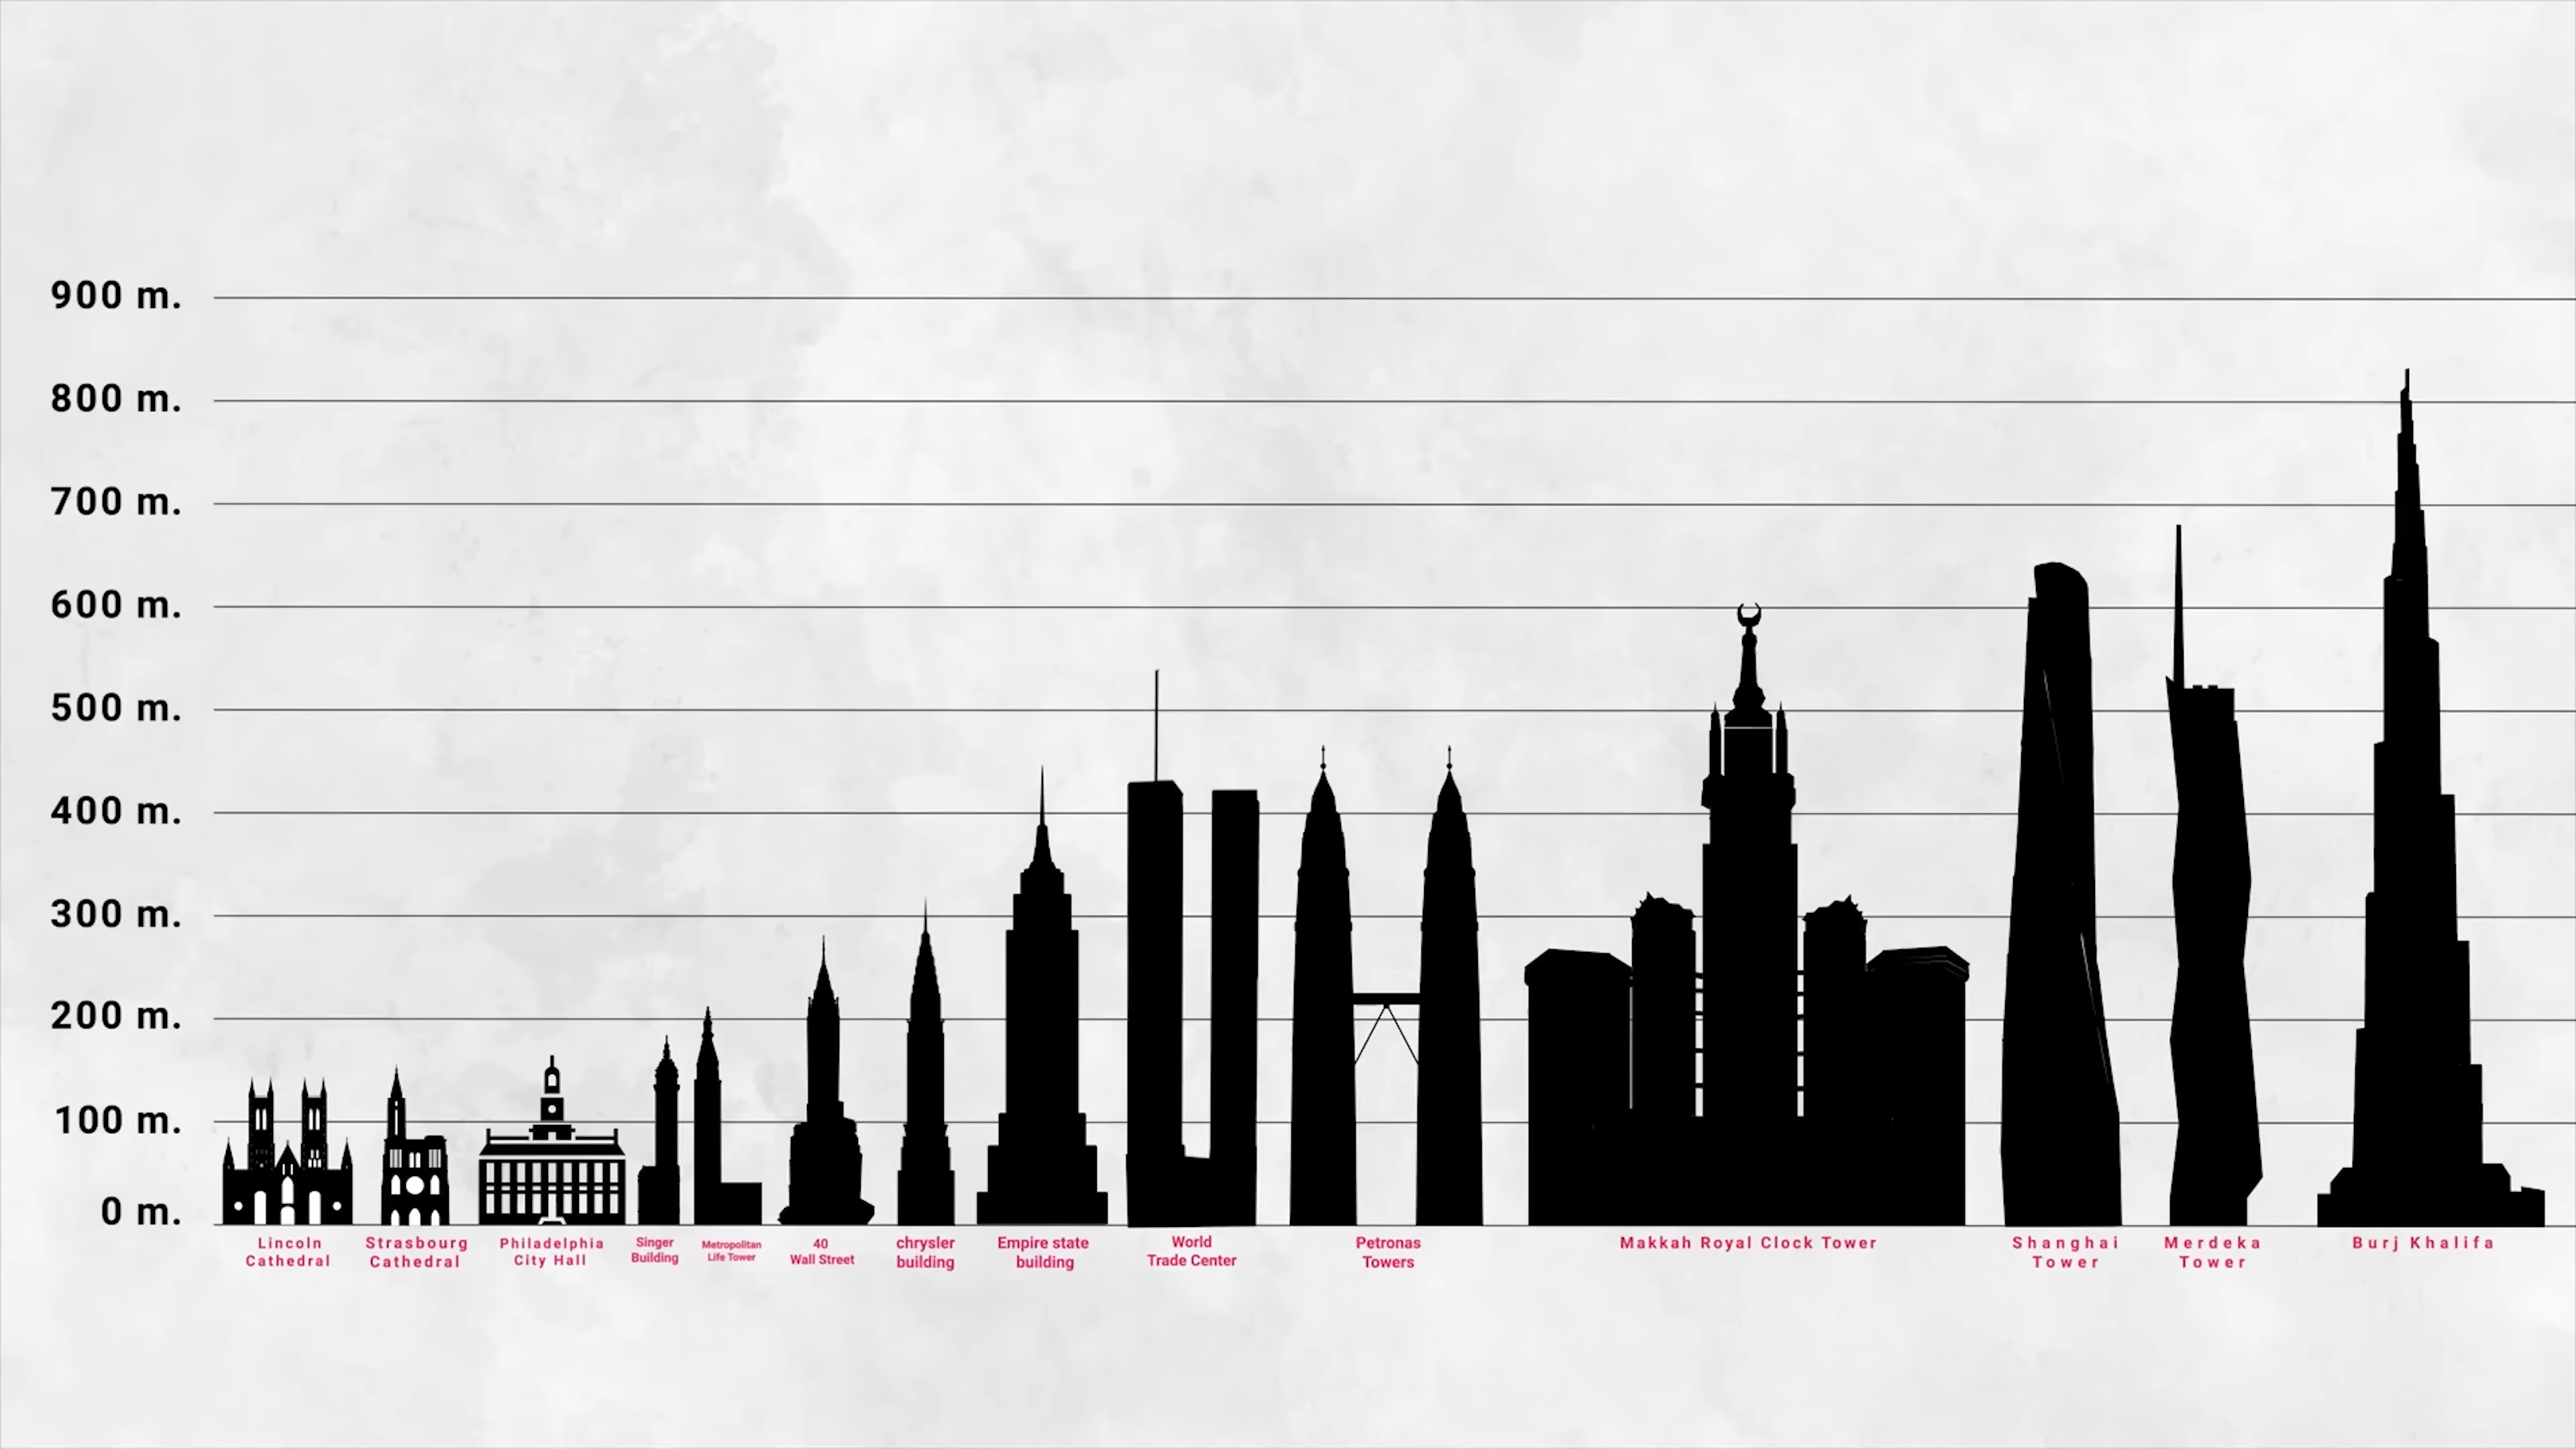 900 m.
800 m.
700 m.
600 m.
500 m.
400 m.
300 m.
200 m.
100 m.
0 m.
Lincoln
Cathedral
Strasbourg
Cathedral
Philadelphia
City Hall
Singer
Building
Metropolitan
Life Tower
40
Wall Street
chrysler
building
Empire state
building
World
Trade Center
Petronas
Towers
Makkah Royal Clock Tower
Shanghai
Tower
Merdeka
Tower
Burj Khalifa